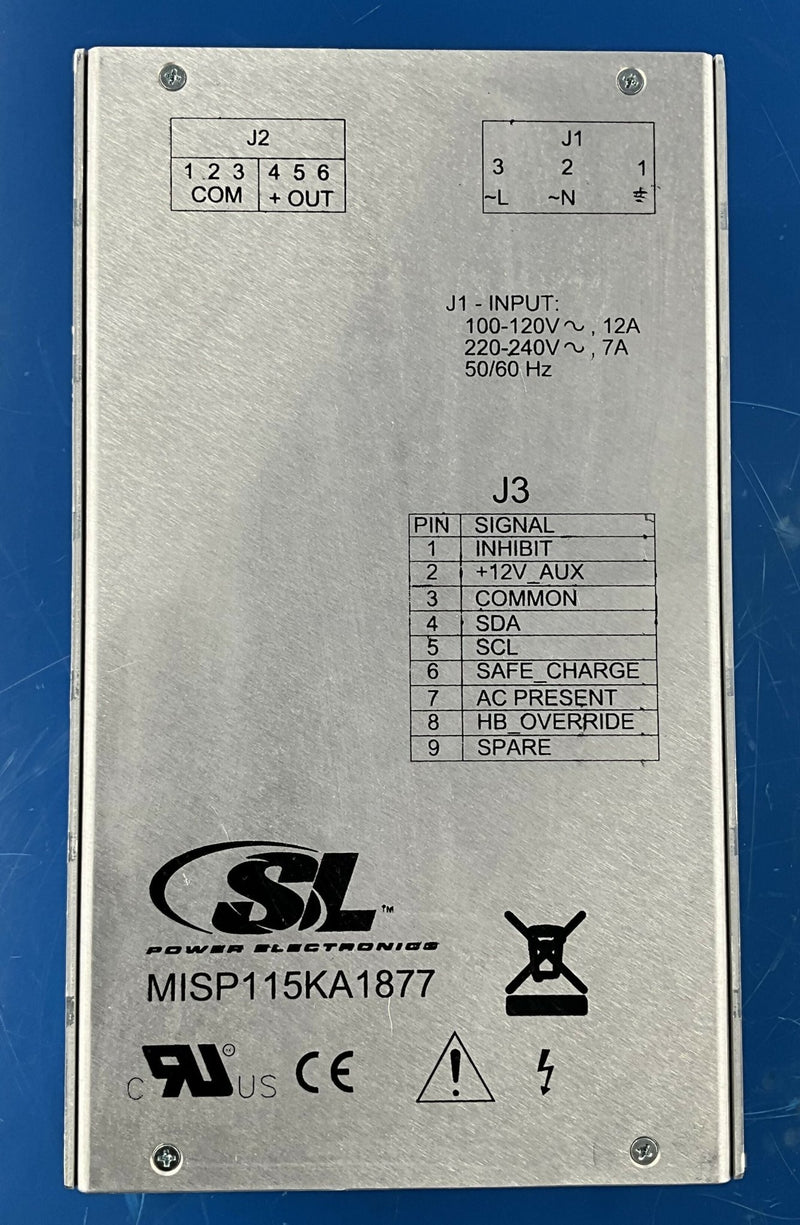 J2
1 2 3 4 5 6
COM + OUT
J1
3 2 1
~L ~N
J1 - INPUT:
100-120V ~ , 12A
220-240V ~ , 7A
50/60 Hz
J3
PIN SIGNAL
1 INHIBIT
2 +12V_AUX
3 COMMON
4 SDA
5 SCL
6 SAFE_CHARGE
7 AC PRESENT
8 HB_OVERRIDE
9 SPARE
SL ™
POWER ELECTRONICS
MISP115KA1877
C RU US CE